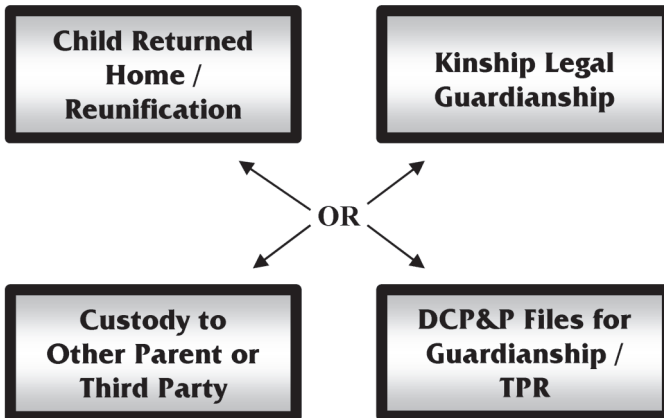 Child Returned
Home /
Reunification
Kinship Legal
Guardianship
OR
Custody to
Other Parent or
Third Party
DCP&P Files for
Guardianship /
TPR